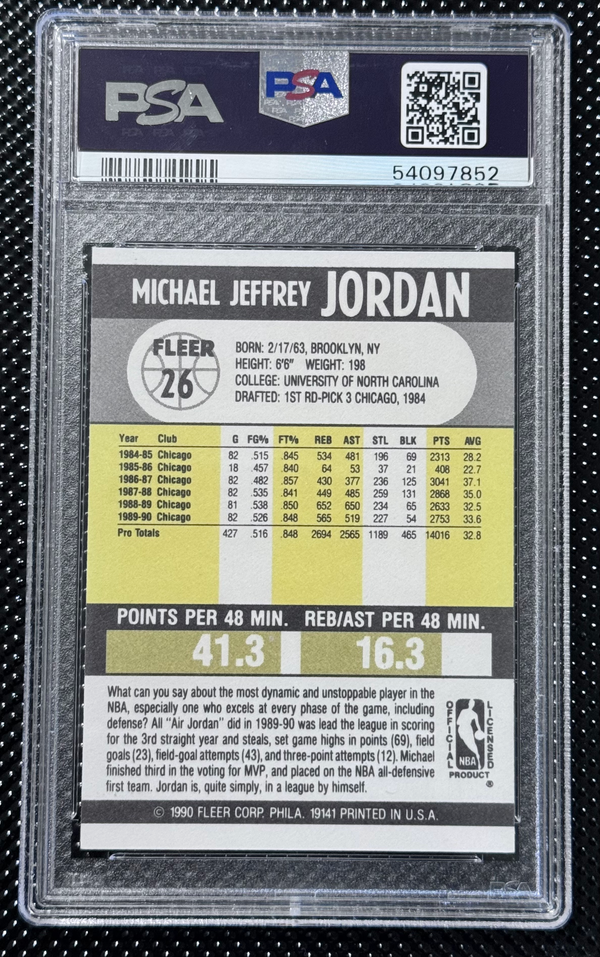 PSA
PSA
54097852
MICHAEL JEFFREY JORDAN
FLEER
26
BORN: 2/17/63, BROOKLYN, NY
HEIGHT: 6'6" WEIGHT: 198
COLLEGE: UNIVERSITY OF NORTH CAROLINA
DRAFTED: 1ST RD-PICK 3 CHICAGO, 1984
Year Club G FG% FT% REB AST STL BLK PTS AVG
1984-85 Chicago 82 .515 .845 534 481 196 69 2313 28.2
1985-86 Chicago 18 .457 .840 64 53 37 21 408 22.7
1986-87 Chicago 82 .482 .857 430 377 236 125 3041 37.1
1987-88 Chicago 82 .535 .841 449 485 259 131 2868 35.0
1988-89 Chicago 81 .538 .850 652 650 234 65 2633 32.5
1989-90 Chicago 82 .526 .848 565 519 227 54 2753 33.6
Pro Totals 427 .516 .848 2694 2565 1189 465 14016 32.8
POINTS PER 48 MIN. REB/AST PER 48 MIN.
41.3 16.3
What can you say about the most dynamic and unstoppable player in the
NBA, especially one who excels at every phase of the game, including
defense? All "Air Jordan" did in 1989-90 was lead the league in scoring
for the 3rd straight year and steals, set game highs in points (69), field
goals (23), field-goal attempts (43), and three-point attempts (12). Michael
finished third in the voting for MVP, and placed on the NBA all-defensive
first team. Jordan is, quite simply, in a league by himself.
OFFICIAL LICENSED
NBA
PRODUCT ®
© 1990 FLEER CORP. PHILA. 19141 PRINTED IN U.S.A.